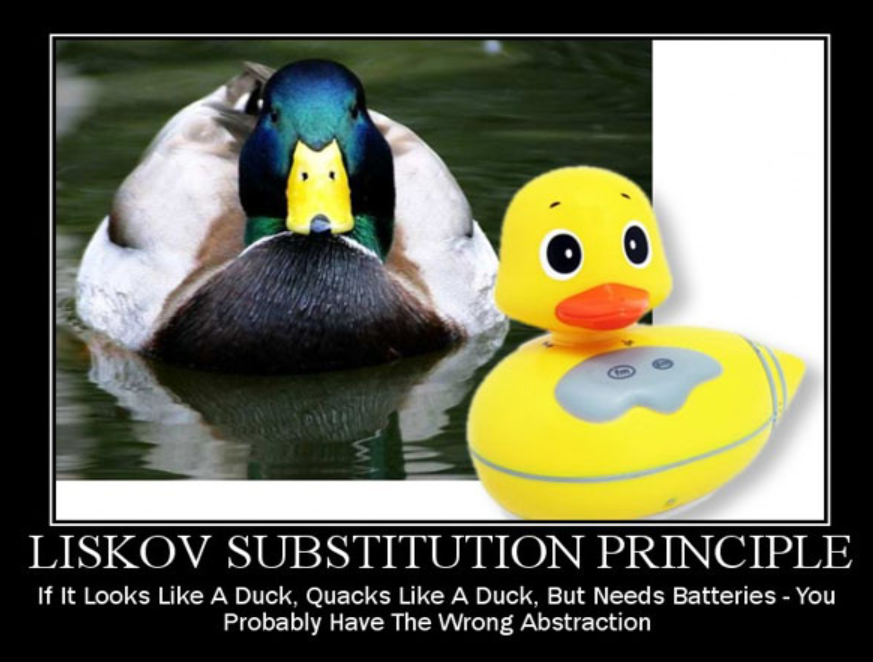 LISKOV SUBSTITUTION PRINCIPLE
If It Looks Like A Duck, Quacks Like A Duck, But Needs Batteries - You
Probably Have The Wrong Abstraction